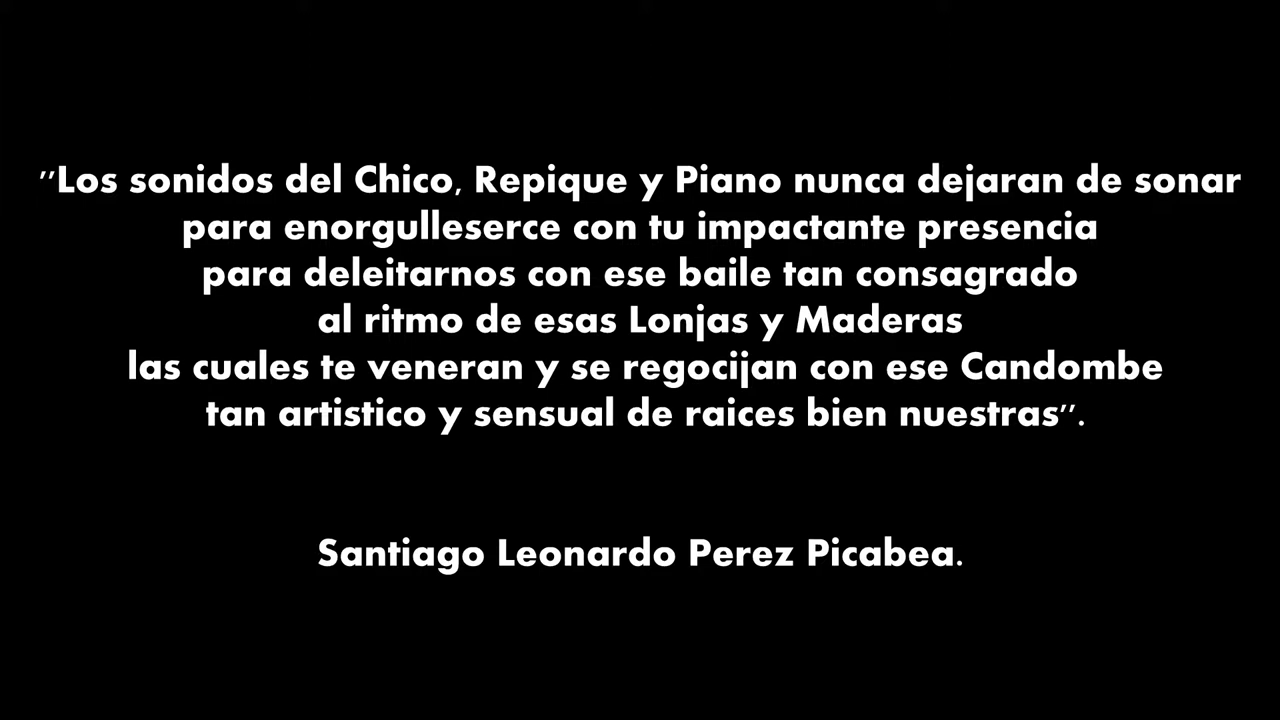 "Los sonidos del Chico, Repique y Piano nunca dejaran de sonar
para enorgulleserce con tu impactante presencia
para deleitarnos con ese baile tan consagrado
al ritmo de esas Lonjas y Maderas
las cuales te veneran y se regocijan con ese Candombe
tan artistico y sensual de raices bien nuestras".
Santiago Leonardo Perez Picabea.